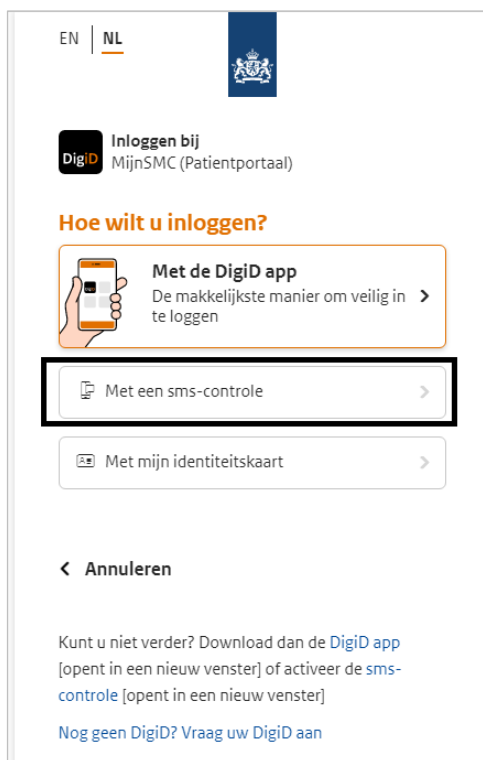 EN | NL
DigiD
Inloggen bij
MijnSMC (Patientportaal)
Hoe wilt u inloggen?
Met de DigiD app
De makkelijkste manier om veilig in
te loggen
Met een sms-controle
Met mijn identiteitskaart
Annuleren
Kunt u niet verder? Download dan de DigiD app
[opent in een nieuw venster] of activeer de sms-
controle [opent in een nieuw venster]
Nog geen DigiD? Vraag uw DigiD aan